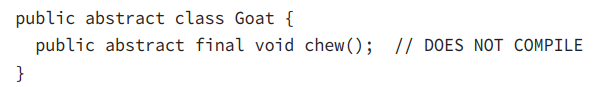 public abstract class Goat {
  public abstract final void chew();  // DOES NOT COMPILE
}